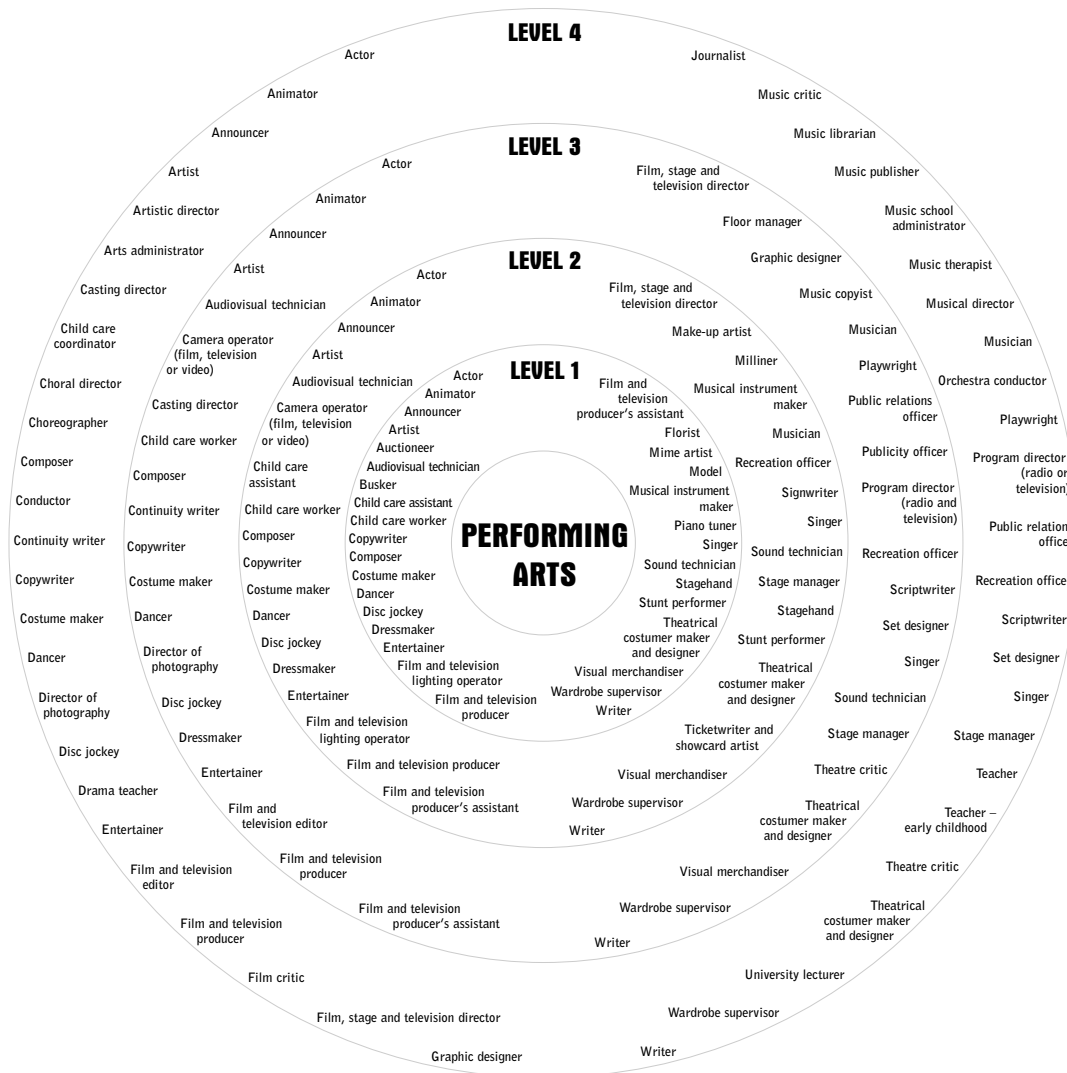 LEVEL 4
Actor
Animator
Announcer
Artist
Artistic director
Arts administrator
Casting director
Child care
coordinator
Choral director
Choreographer
Composer
Conductor
Continuity writer
Copywriter
Costume maker
Dancer
Director of
photography
Disc jockey
Drama teacher
Entertainer
Film and television
editor
Film and television
producer
Film critic
Film, stage and television director
Graphic designer
Journalist
Music critic
Music librarian
Music publisher
Music school
administrator
Music therapist
Musical director
Musician
Orchestra conductor
Playwright
Program director
(radio or
television)
Public relation
office
Recreation office
Scriptwriter
Set designer
Singer
Stage manager
Teacher
Teacher –
early childhood
Theatre critic
Theatrical
costume maker
and designer
University lecturer
Wardrobe supervisor
Writer
LEVEL 3
Actor
Animator
Announcer
Artist
Audiovisual technician
Camera operator
(film, television
or video)
Casting director
Child care worker
Composer
Continuity writer
Copywriter
Costume maker
Dancer
Director of
photography
Disc jockey
Dressmaker
Entertainer
Film and
television editor
Film and television
producer
Film and television
producer's assistant
Film, stage and
television director
Floor manager
Graphic designer
Music copyist
Musician
Playwright
Public relations
officer
Publicity officer
Program director
(radio and
television)
Recreation officer
Scriptwriter
Set designer
Singer
Sound technician
Stage manager
Theatre critic
Theatrical
costumer maker
and designer
Visual merchandiser
Wardrobe supervisor
Writer
LEVEL 2
Actor
Animator
Announcer
Artist
Audiovisual technician
Camera operator
(film, television
or video)
Child care
assistant
Child care worker
Composer
Copywriter
Costume maker
Dancer
Disc jockey
Dressmaker
Entertainer
Film and television
lighting operator
Film and television producer
Film and television
producer's assistant
Film, stage and
television director
Make-up artist
Milliner
Musical instrument
maker
Musician
Recreation officer
Signwriter
Singer
Sound technician
Stage manager
Stagehand
Stunt performer
Theatrical
costumer maker
and designer
Ticketwriter and
showcard artist
Visual merchandiser
Wardrobe supervisor
Writer
LEVEL 1
Actor
Animator
Announcer
Artist
Auctioneer
Audiovisual technician
Busker
Child care assistant
Child care worker
Copywriter
Composer
Costume maker
Dancer
Disc jockey
Dressmaker
Entertainer
Film and television
lighting operator
Film and television
producer
Film and
television
producer's assistant
Florist
Mime artist
Model
Musical instrument
maker
Piano tuner
Singer
Sound technician
Stagehand
Stunt performer
Theatrical
costumer maker
and designer
Visual merchandiser
Wardrobe supervisor
Writer
PERFORMING
ARTS